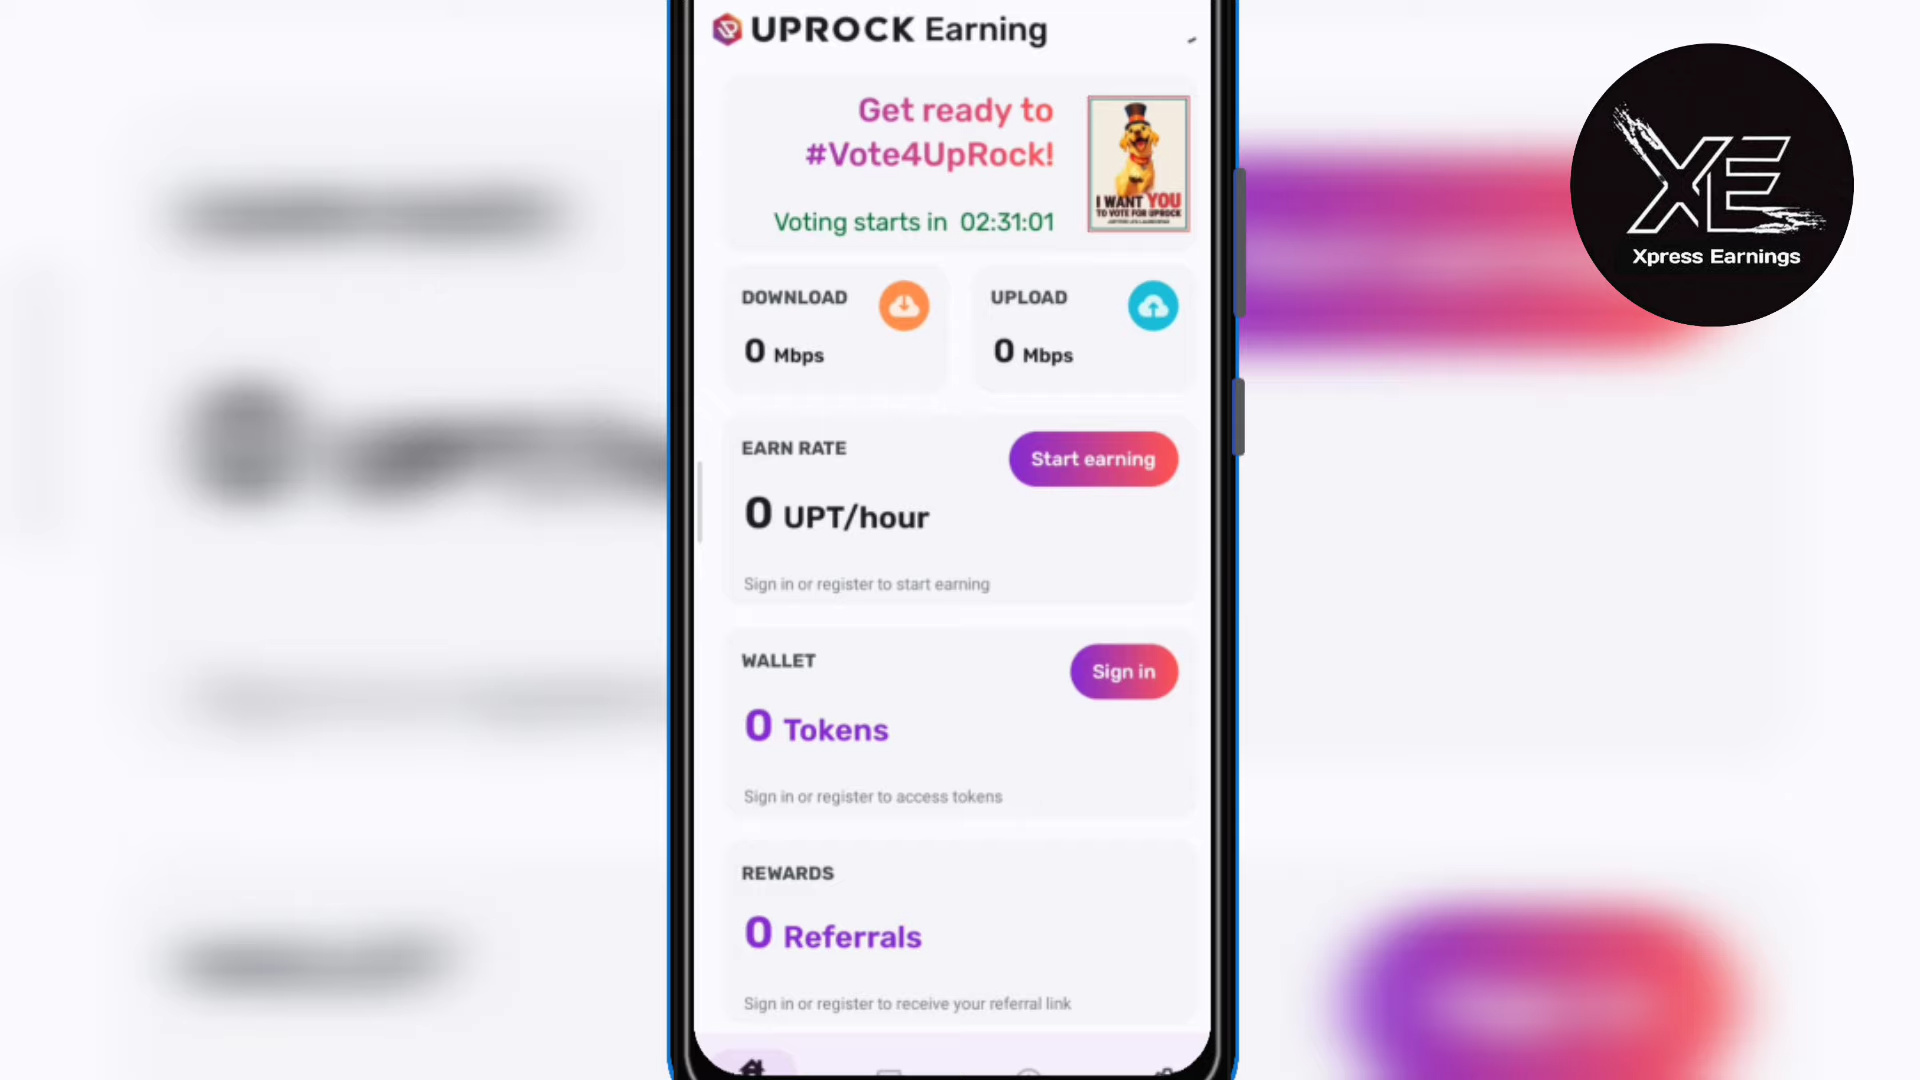 UPROCK Earning
Get ready to
#Vote4UpRock!
Voting starts in 02:31:01
I WANT YOU
TO VOTE FOR UPROCK
DOWNLOAD
0 Mbps
UPLOAD
0 Mbps
EARN RATE
Start earning
0 UPT/hour
Sign in or register to start earning
WALLET
Sign in
0 Tokens
Sign in or register to access tokens
REWARDS
0 Referrals
Sign in or register to receive your referral link
XE
Xpress Earnings